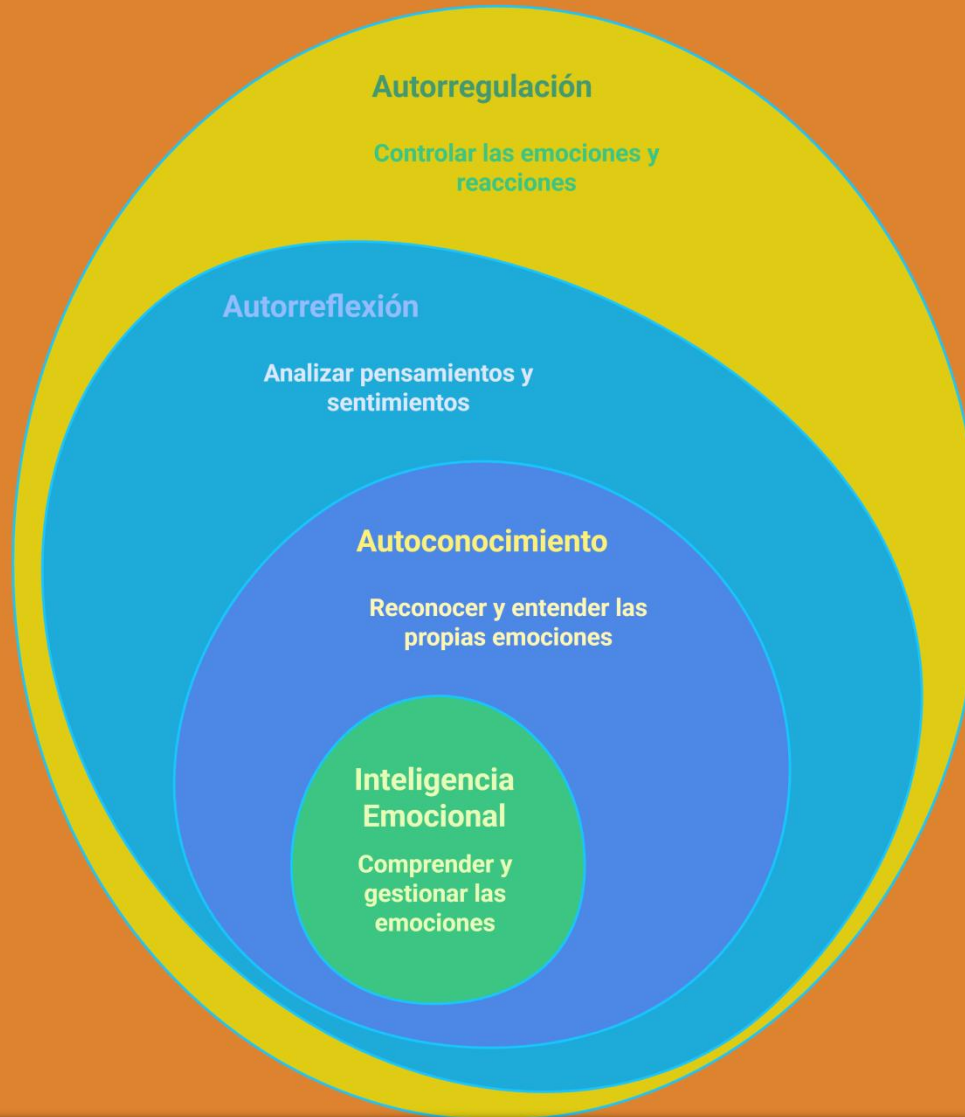 Autorregulación
Controlar las emociones y
reacciones
Autorreflexión
Analizar pensamientos y
sentimientos
Autoconocimiento
Reconocer y entender las
propias emociones
Inteligencia
Emocional
Comprender y
gestionar las
emociones